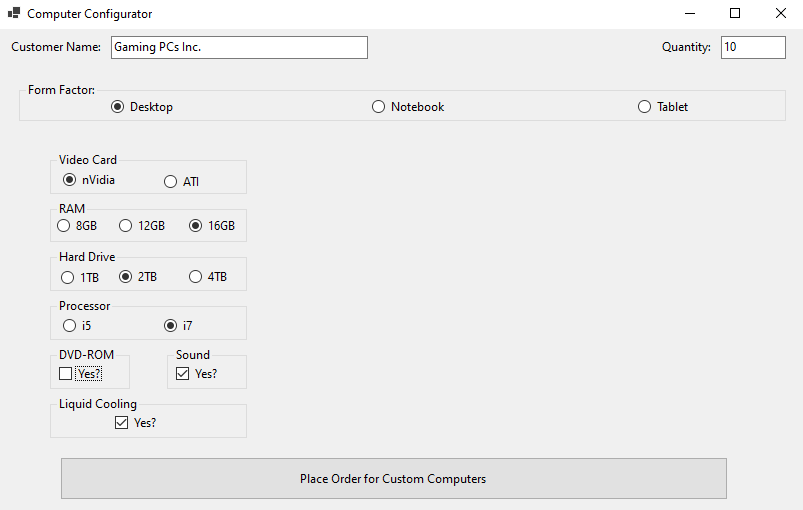 Computer Configurator
Customer Name: Gaming PCs Inc. Quantity: 10
Form Factor:
Desktop Notebook Tablet
Video Card
nVidia ATI
RAM
8GB 12GB 16GB
Hard Drive
1TB 2TB 4TB
Processor
i5 i7
DVD-ROM Sound
Yes? Yes?
Liquid Cooling
Yes?
Place Order for Custom Computers